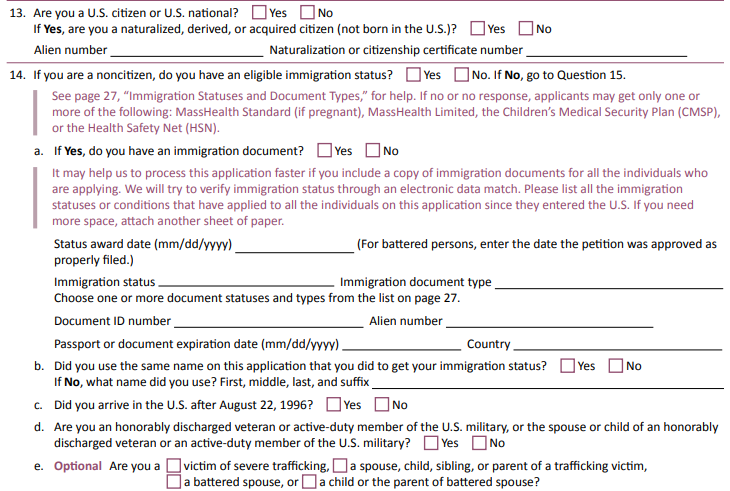 13. Are you a U.S. citizen or U.S. national? Yes No
If Yes, are you a naturalized, derived, or acquired citizen (not born in the U.S.)? Yes No
Alien number Naturalization or citizenship certificate number
14. If you are a noncitizen, do you have an eligible immigration status? Yes No. If No, go to Question 15.
See page 27, “Immigration Statuses and Document Types,” for help. If no or no response, applicants may get only one or
more of the following: MassHealth Standard (if pregnant), MassHealth Limited, the Children’s Medical Security Plan (CMSP),
or the Health Safety Net (HSN).
a. If Yes, do you have an immigration document? Yes No
It may help us to process this application faster if you include a copy of immigration documents for all the individuals who
are applying. We will try to verify immigration status through an electronic data match. Please list all the immigration
statuses or conditions that have applied to all the individuals on this application since they entered the U.S. If you need
more space, attach another sheet of paper.
Status award date (mm/dd/yyyy) (For battered persons, enter the date the petition was approved as
properly filed.)
Immigration status Immigration document type
Choose one or more document statuses and types from the list on page 27.
Document ID number Alien number
Passport or document expiration date (mm/dd/yyyy) Country
b. Did you use the same name on this application that you did to get your immigration status? Yes No
If No, what name did you use? First, middle, last, and suffix
c. Did you arrive in the U.S. after August 22, 1996? Yes No
d. Are you an honorably discharged veteran or active-duty member of the U.S. military, or the spouse or child of an honorably
discharged veteran or an active-duty member of the U.S. military? Yes No
e. Optional Are you a victim of severe trafficking, a spouse, child, sibling, or parent of a trafficking victim,
a battered spouse, or a child or the parent of battered spouse?